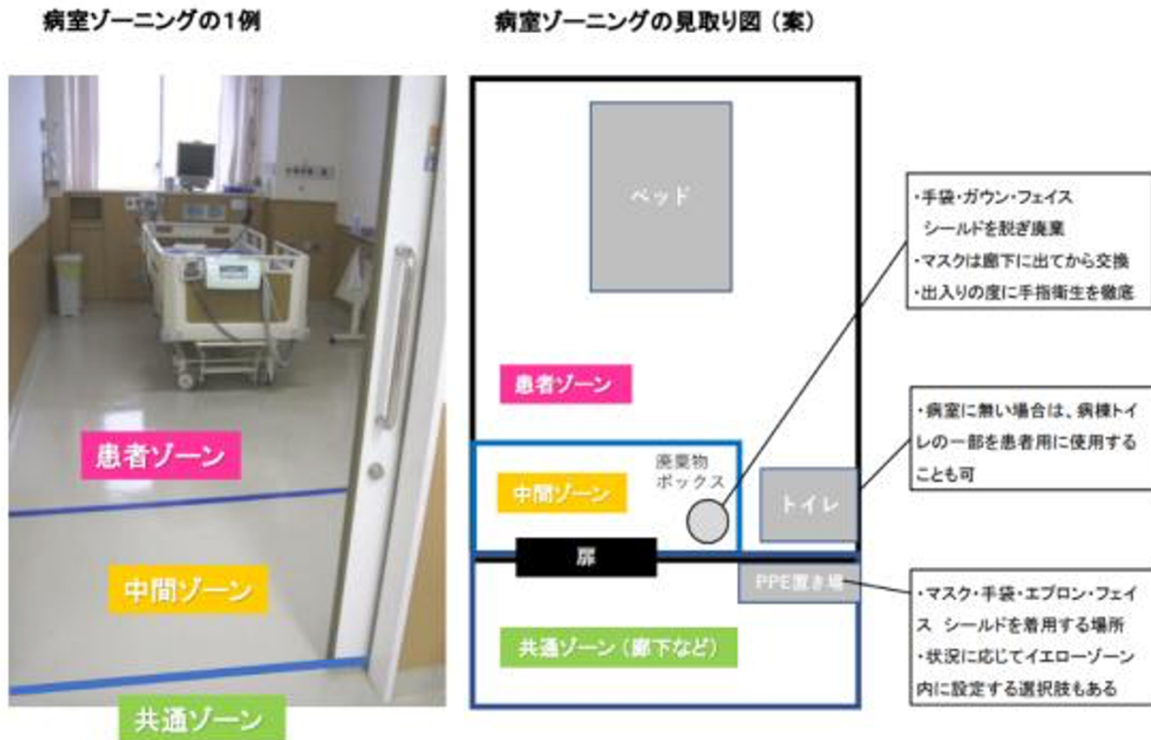 病室ゾーニングの1例
病室ゾーニングの見取り図（案）
患者ゾーン
中間ゾーン
共通ゾーン
ベッド
患者ゾーン
中間ゾーン
廃棄物
ボックス
トイレ
扉
PPE置き場
共通ゾーン（廊下など）
・手袋・ガウン・フェイス
シールドを脱ぎ廃棄
・マスクは廊下に出てから交換
・出入りの度に手指衛生を徹底
・病室に無い場合は、病棟トイ
レの一部を患者用に使用する
ことも可
・マスク・手袋・エプロン・フェイ
ス シールドを着用する場所
・状況に応じてイエローゾーン
内に設定する選択肢もある